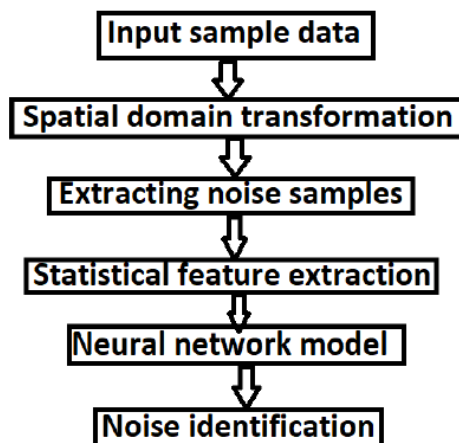 Input sample data
Spatial domain transformation
Extracting noise samples
Statistical feature extraction
Neural network model
Noise identification